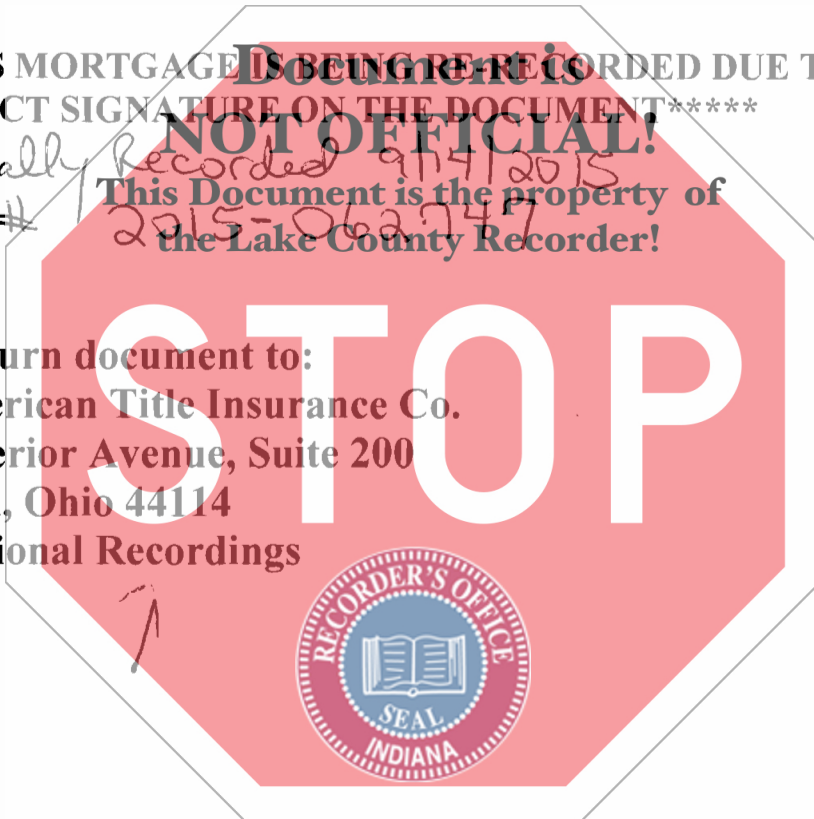 S MORTGAGE IS BEING RE-RECORDED DUE T
CT SIGNATURE ON THE DOCUMENT*****
ally Recorded 9/14/2015
# 2015-062747
Document is
NOT OFFICIAL!
This Document is the property of
the Lake County Recorder!
STOP
urn document to:
erican Title Insurance Co.
erior Avenue, Suite 200
, Ohio 44114
ional Recordings
RECORDER'S OFFICE
SEAL
INDIANA